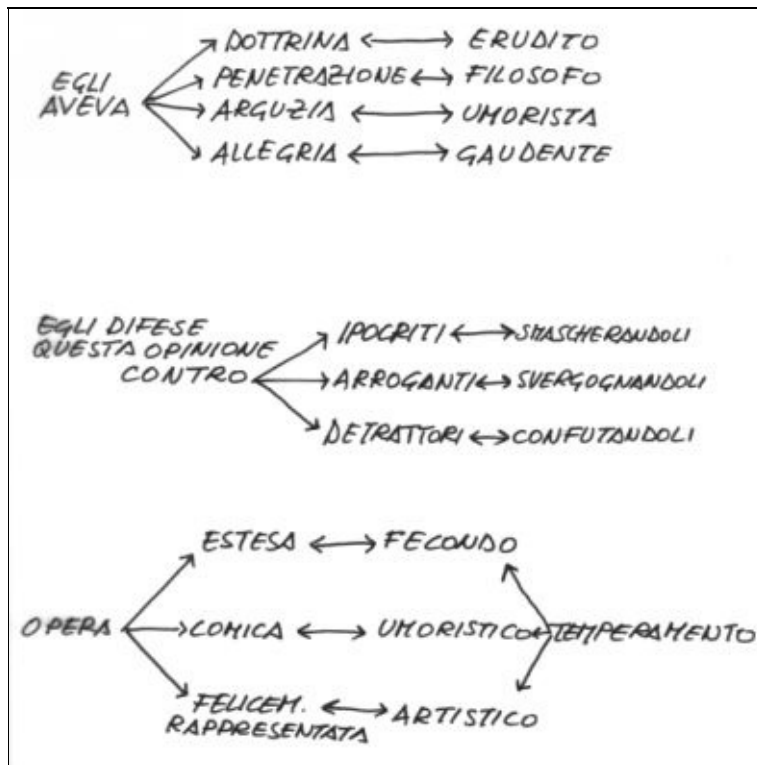 DOTTRINA ERUDITO
EGLI PENETRAZIONE FILOSOFO
AVEVA ARGUZIA UMORISTA
ALLEGRIA GAUDENTE
EGLI DIFESE IPOCRITI SMASCHERANDOLI
QUESTA OPINIONE
CONTRO ARROGANTI SVERGOGNANDOLI
DETRATTORI CONFUTANDOLI
ESTESA FECONDO
OPERA COMICA UMORISTICO TEMPERAMENTO
FELICEM. ARTISTICO
RAPPRESENTATA